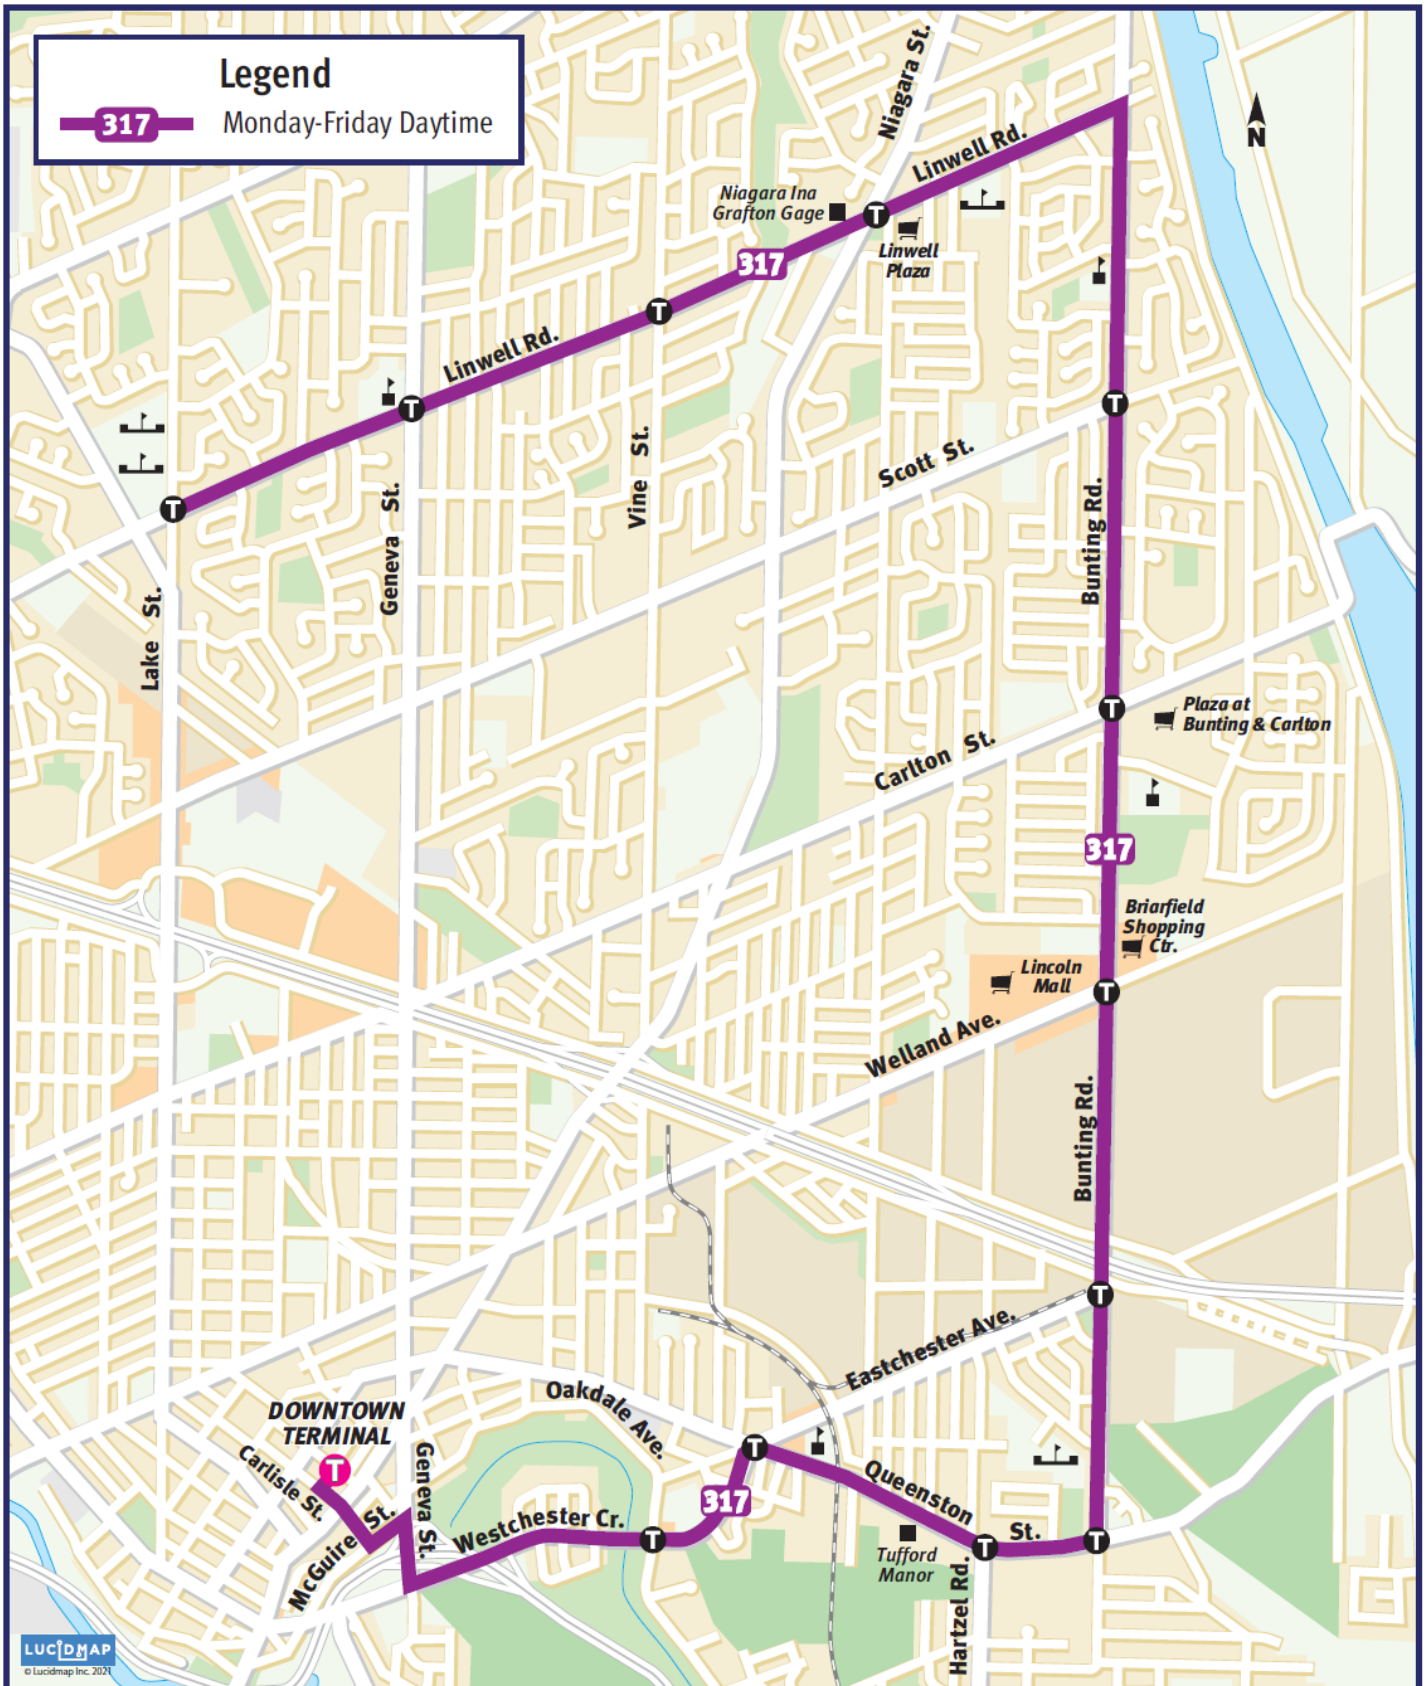 Legend
317 Monday-Friday Daytime
Niagara St.
Linwell Rd.
N
Niagara Ina
Grafton Gage
T
Linwell
Plaza
317
T
Linwell Rd.
T
T
T
Scott St.
Vine St.
Geneva St.
Bunting Rd.
Lake St.
T
Plaza at
Bunting & Carlton
Carlton St.
317
Briarfield
Shopping
Ctr.
Lincoln
Mall
T
Welland Ave.
Bunting Rd.
T
Eastchester Ave.
Oakdale Ave.
DOWNTOWN
TERMINAL
T
Carlisle St.
Geneva St.
T
Queenston St.
317
McGuire St.
Westchester Cr.
T
T
T
Tufford
Manor
Hartzel Rd.
LUCIDMAP
© Lucidmap Inc. 2021